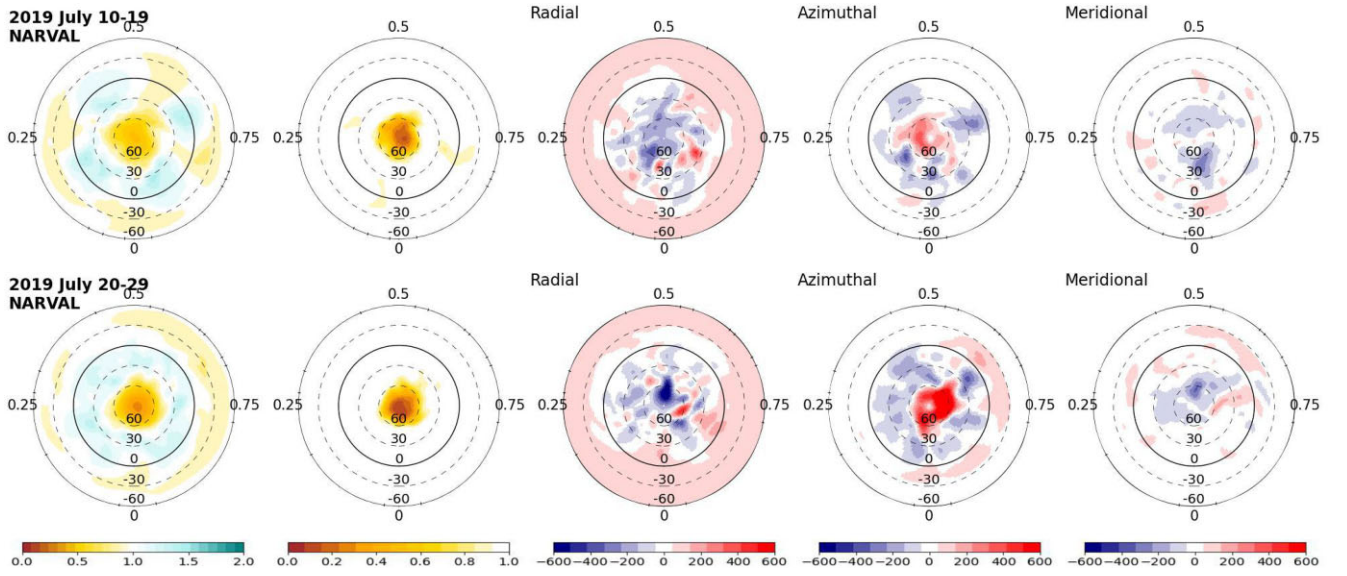 2019 July 10-19
NARVAL
Radial
Azimuthal
Meridional
0.5 0.5 0.5 0.5 0.5
0.25 0.75 0.25 0.75 0.25 0.75 0.25 0.75 0.25 0.75
60 60 60 60 60
30 30 30 30 30
0 0 0 0 0
-30 -30 -30 -30 -30
-60 -60 -60 -60 -60
0 0 0 0 0
2019 July 20-29
NARVAL
Radial
Azimuthal
Meridional
0.5 0.5 0.5 0.5 0.5
0.25 0.75 0.25 0.75 0.25 0.75 0.25 0.75 0.25 0.75
60 60 60 60 60
30 30 30 30 30
0 0 0 0 0
-30 -30 -30 -30 -30
-60 -60 -60 -60 -60
0 0 0 0 0
0.0 0.5 1.0 1.5 2.0
0.0 0.2 0.4 0.6 0.8 1.0
−600 −400 −200 0 200 400 600
−600 −400 −200 0 200 400 600
−600 −400 −200 0 200 400 600